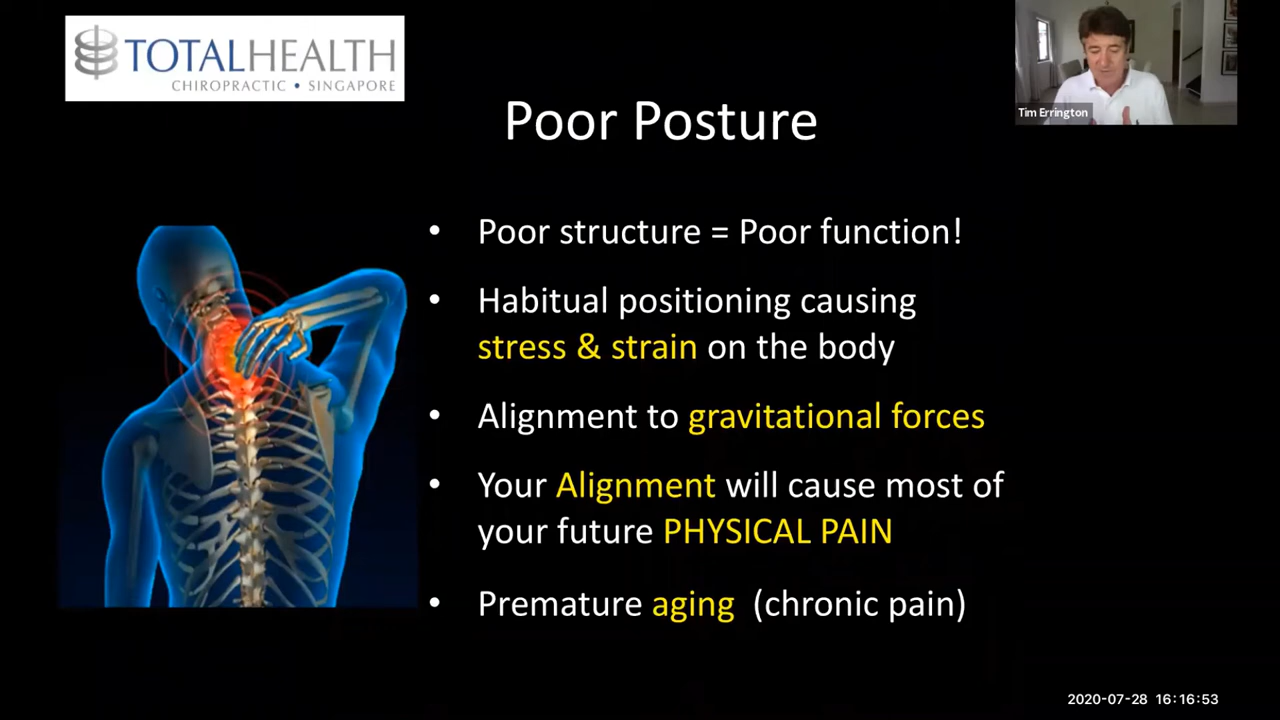 TOTALHEALTH
CHIROPRACTIC • SINGAPORE
Tim Errington
Poor Posture
• Poor structure = Poor function!
• Habitual positioning causing
stress & strain on the body
• Alignment to gravitational forces
• Your Alignment will cause most of
your future PHYSICAL PAIN
• Premature aging (chronic pain)
2020-07-28 16:16:53